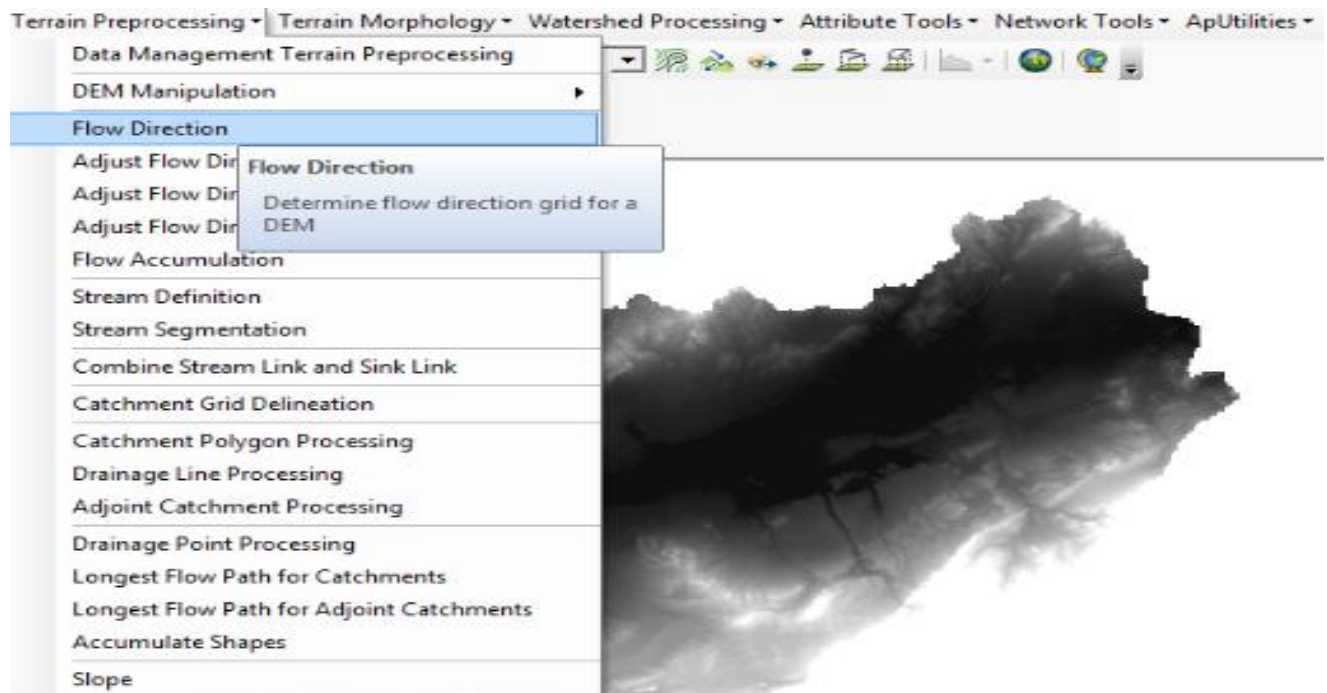 Terrain Preprocessing Terrain Morphology Watershed Processing Attribute Tools Network Tools ApUtilities
Data Management Terrain Preprocessing
DEM Manipulation
Flow Direction
Adjust Flow Dir
Flow Direction
Adjust Flow Dir
Determine flow direction grid for a
Adjust Flow Dir
DEM
Flow Accumulation
Stream Definition
Stream Segmentation
Combine Stream Link and Sink Link
Catchment Grid Delineation
Catchment Polygon Processing
Drainage Line Processing
Adjoint Catchment Processing
Drainage Point Processing
Longest Flow Path for Catchments
Longest Flow Path for Adjoint Catchments
Accumulate Shapes
Slope